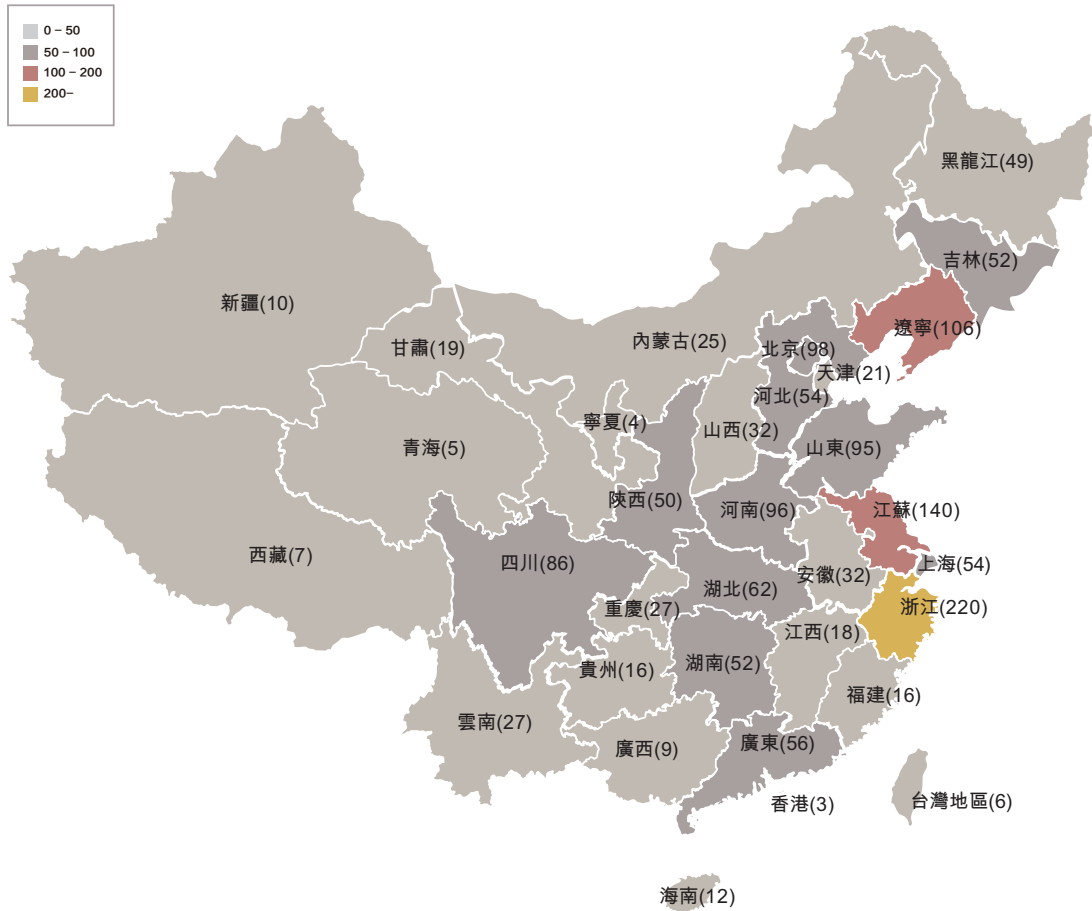 0 – 50
50 – 100
100 – 200
200–
黑龍江(49)
吉林(52)
新疆(10)
遼寧(106)
內蒙古(25)
甘肅(19)
北京(98)
天津(21)
河北(54)
寧夏(4)
山西(32)
青海(5)
山東(95)
陝西(50)
河南(96)
江蘇(140)
西藏(7)
四川(86)
上海(54)
安徽(32)
湖北(62)
重慶(27)
浙江(220)
江西(18)
湖南(52)
貴州(16)
福建(16)
雲南(27)
廣東(56)
廣西(9)
香港(3)
台灣地區(6)
海南(12)